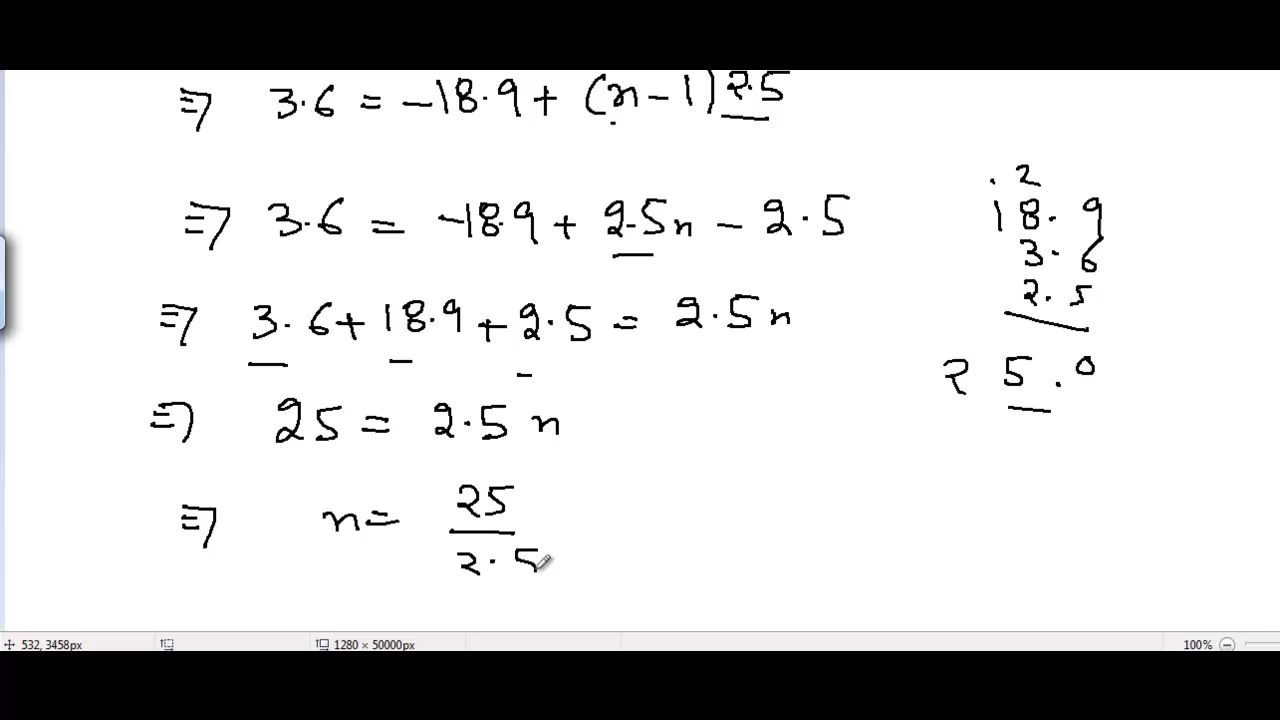 ⇒ 3.6 = -18.9 + (n-1)2.5
⇒ 3.6 = -18.9 + 2.5n - 2.5
⇒ 3.6 + 18.9 + 2.5 = 2.5n
⇒ 25 = 2.5 n
⇒ n = 25
2.5
. 2
18.9
3.6
2.5
25.0
532, 3458px
1280 × 50000px
100%